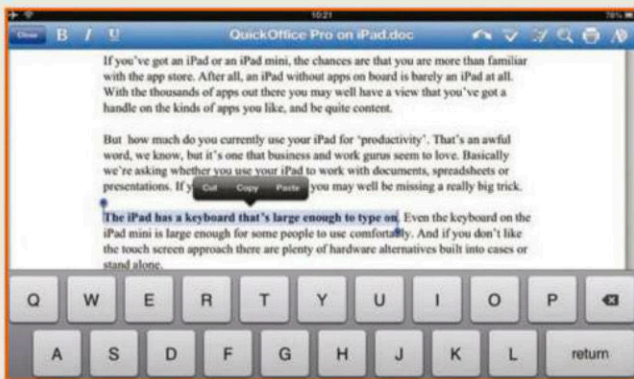 10:21 78%
Close B I U QuickOffice Pro on iPad.doc
If you've got an iPad or an iPad mini, the chances are that you are more than familiar
with the app store. After all, an iPad without apps on board is barely an iPad at all.
With the thousands of apps out there you may well have a view that you've got a
handle on the kinds of apps you like, and be quite content.
But how much do you currently use your iPad for 'productivity'. That's an awful
word, we know, but it's one that business and work gurus seem to love. Basically
we're asking whether you use your iPad to work with documents, spreadsheets or
presentations. If y Cut Copy Paste you may well be missing a really big trick.
The iPad has a keyboard that's large enough to type on. Even the keyboard on the
iPad mini is large enough for some people to use comfortably. And if you don't like
the touch screen approach there are plenty of hardware alternatives built into cases or
stand alone.
Q W E R T Y U I O P
A S D F G H J K L return